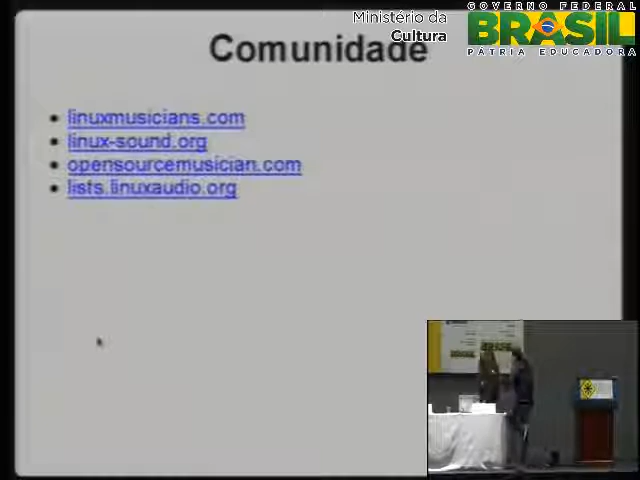 GOVERNO FEDERAL
Ministério da
Cultura
BRASIL
PATRIA EDUCADORA
Comunidade
linuxmusicians.com
linux-sound.org
opensourcemusician.com
lists.linuxaudio.org
BRASIL